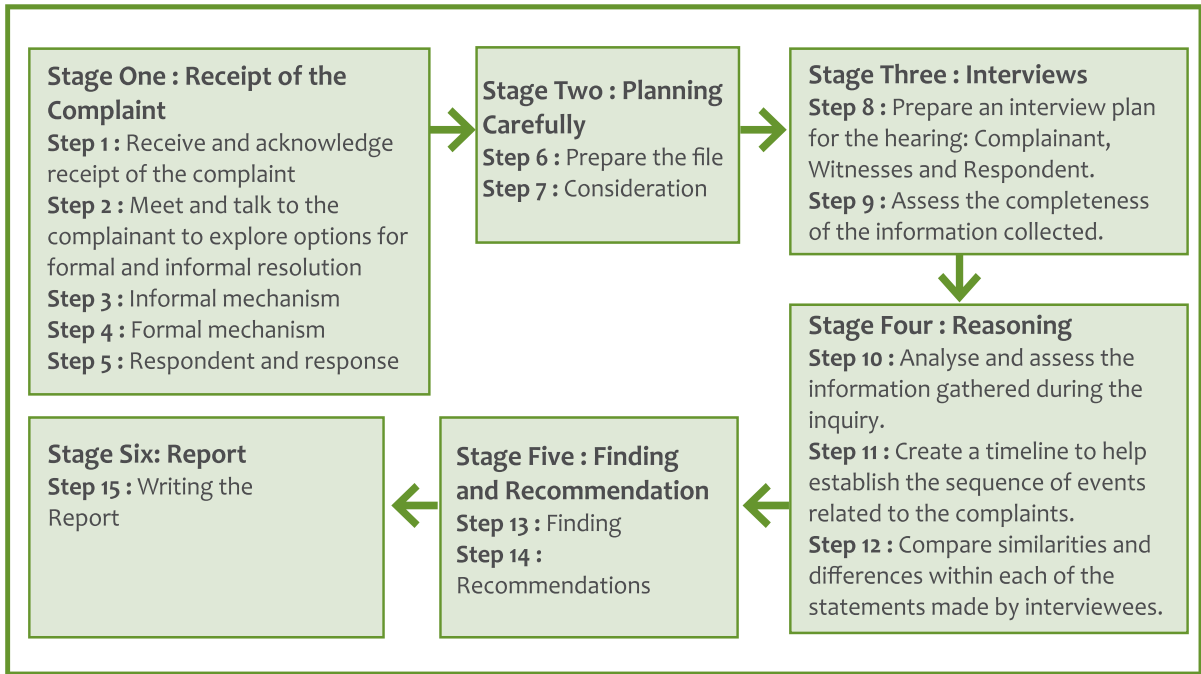 Stage One : Receipt of the
Complaint
Step 1 : Receive and acknowledge
receipt of the complaint
Step 2 : Meet and talk to the
complainant to explore options for
formal and informal resolution
Step 3 : Informal mechanism
Step 4 : Formal mechanism
Step 5 : Respondent and response
Stage Two : Planning
Carefully
Step 6 : Prepare the file
Step 7 : Consideration
Stage Three : Interviews
Step 8 : Prepare an interview plan
for the hearing: Complainant,
Witnesses and Respondent.
Step 9 : Assess the completeness
of the information collected.
Stage Four : Reasoning
Step 10 : Analyse and assess the
information gathered during the
inquiry.
Step 11 : Create a timeline to help
establish the sequence of events
related to the complaints.
Step 12 : Compare similarities and
differences within each of the
statements made by interviewees.
Stage Five : Finding
and Recommendation
Step 13 : Finding
Step 14 :
Recommendations
Stage Six: Report
Step 15 : Writing the
Report